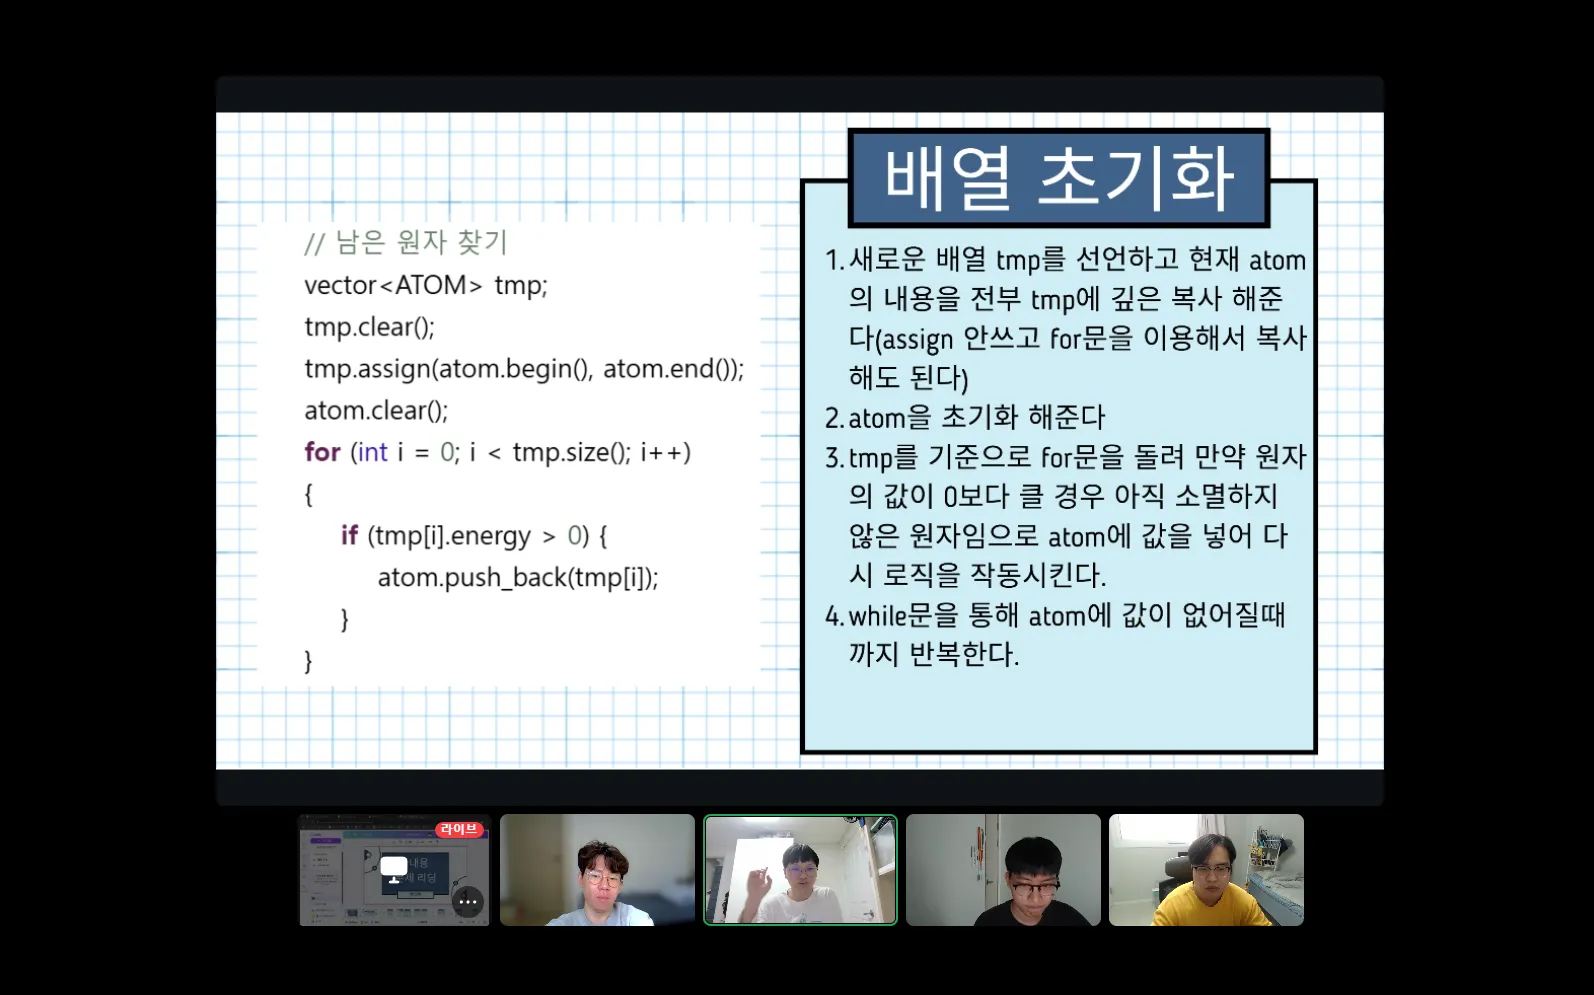 // 남은 원자 찾기
vector<ATOM> tmp;
tmp.clear();
tmp.assign(atom.begin(), atom.end());
atom.clear();
for (int i = 0; i < tmp.size(); i++)
{
if (tmp[i].energy > 0) {
atom.push_back(tmp[i]);
}
}
배열 초기화
1. 새로운 배열 tmp를 선언하고 현재 atom
의 내용을 전부 tmp에 깊은 복사 해준
다(assign 안쓰고 for문을 이용해서 복사
해도 된다)
2. atom을 초기화 해준다
3. tmp를 기준으로 for문을 돌려 만약 원자
의 값이 0보다 클 경우 아직 소멸하지
않은 원자임으로 atom에 값을 넣어 다
시 로직을 작동시킨다.
4. while문을 통해 atom에 값이 없어질때
까지 반복한다.
라이브